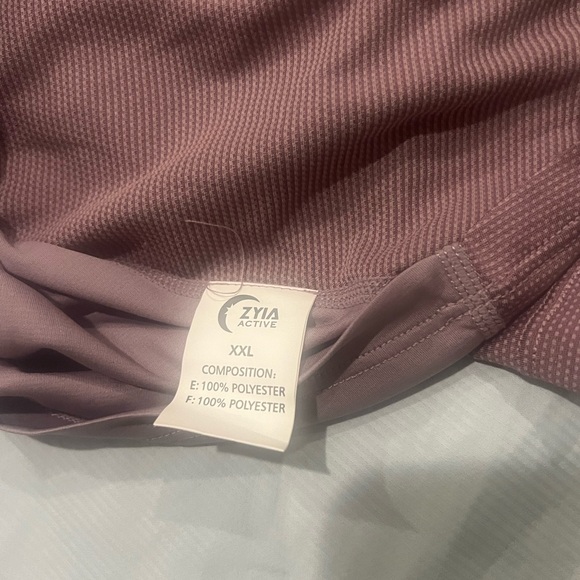 ZYIA
ACTIVE
XXL
COMPOSITION:
E: 100% POLYESTER
F: 100% POLYESTER